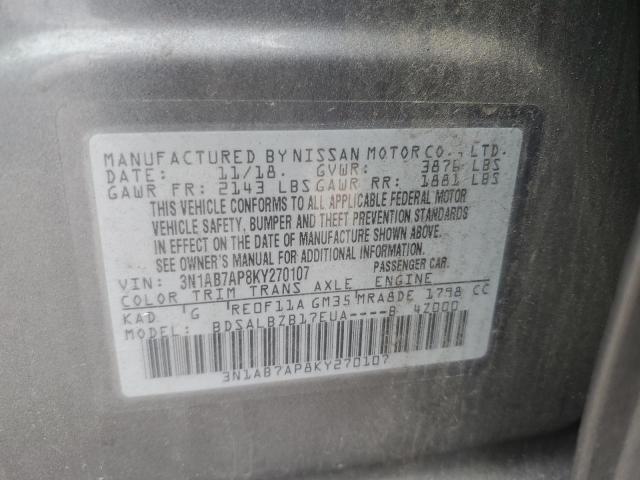 MANUFACTURED BY NISSAN MOTOR CO., LTD.
DATE: 11/18. GVWR: 3876 LBS
GAWR FR: 2143 LBS GAWR RR: 1881 LBS
THIS VEHICLE CONFORMS TO ALL APPLICABLE FEDERAL MOTOR
VEHICLE SAFETY, BUMPER AND THEFT PREVENTION STANDARDS
IN EFFECT ON THE DATE OF MANUFACTURE SHOWN ABOVE.
SEE OWNER'S MANUAL FOR ADDITIONAL INFORMATION.
VIN: 3N1AB7AP8KY270107 PASSENGER CAR.
COLOR TRIM TRANS AXLE ENGINE
KAD G RE0F11A GM35 MRA8DE 1798 CC
MODEL: BDSALBZB17EUA----B 4Z000
3N1AB7AP8KY270107